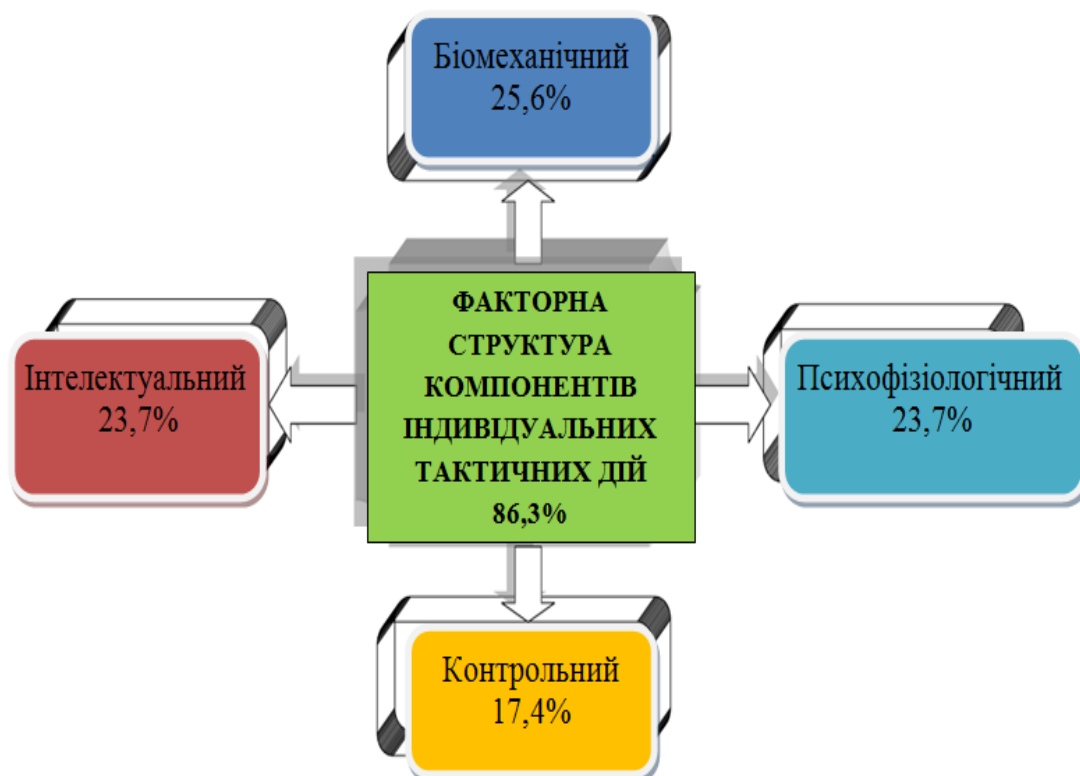 Біомеханічний
25,6%
ФАКТОРНА
СТРУКТУРА
КОМПОНЕНТІВ
ІНДИВІДУАЛЬНИХ
ТАКТИЧНИХ ДІЙ
86,3%
Інтелектуальний
23,7%
Психофізіологічний
23,7%
Контрольний
17,4%